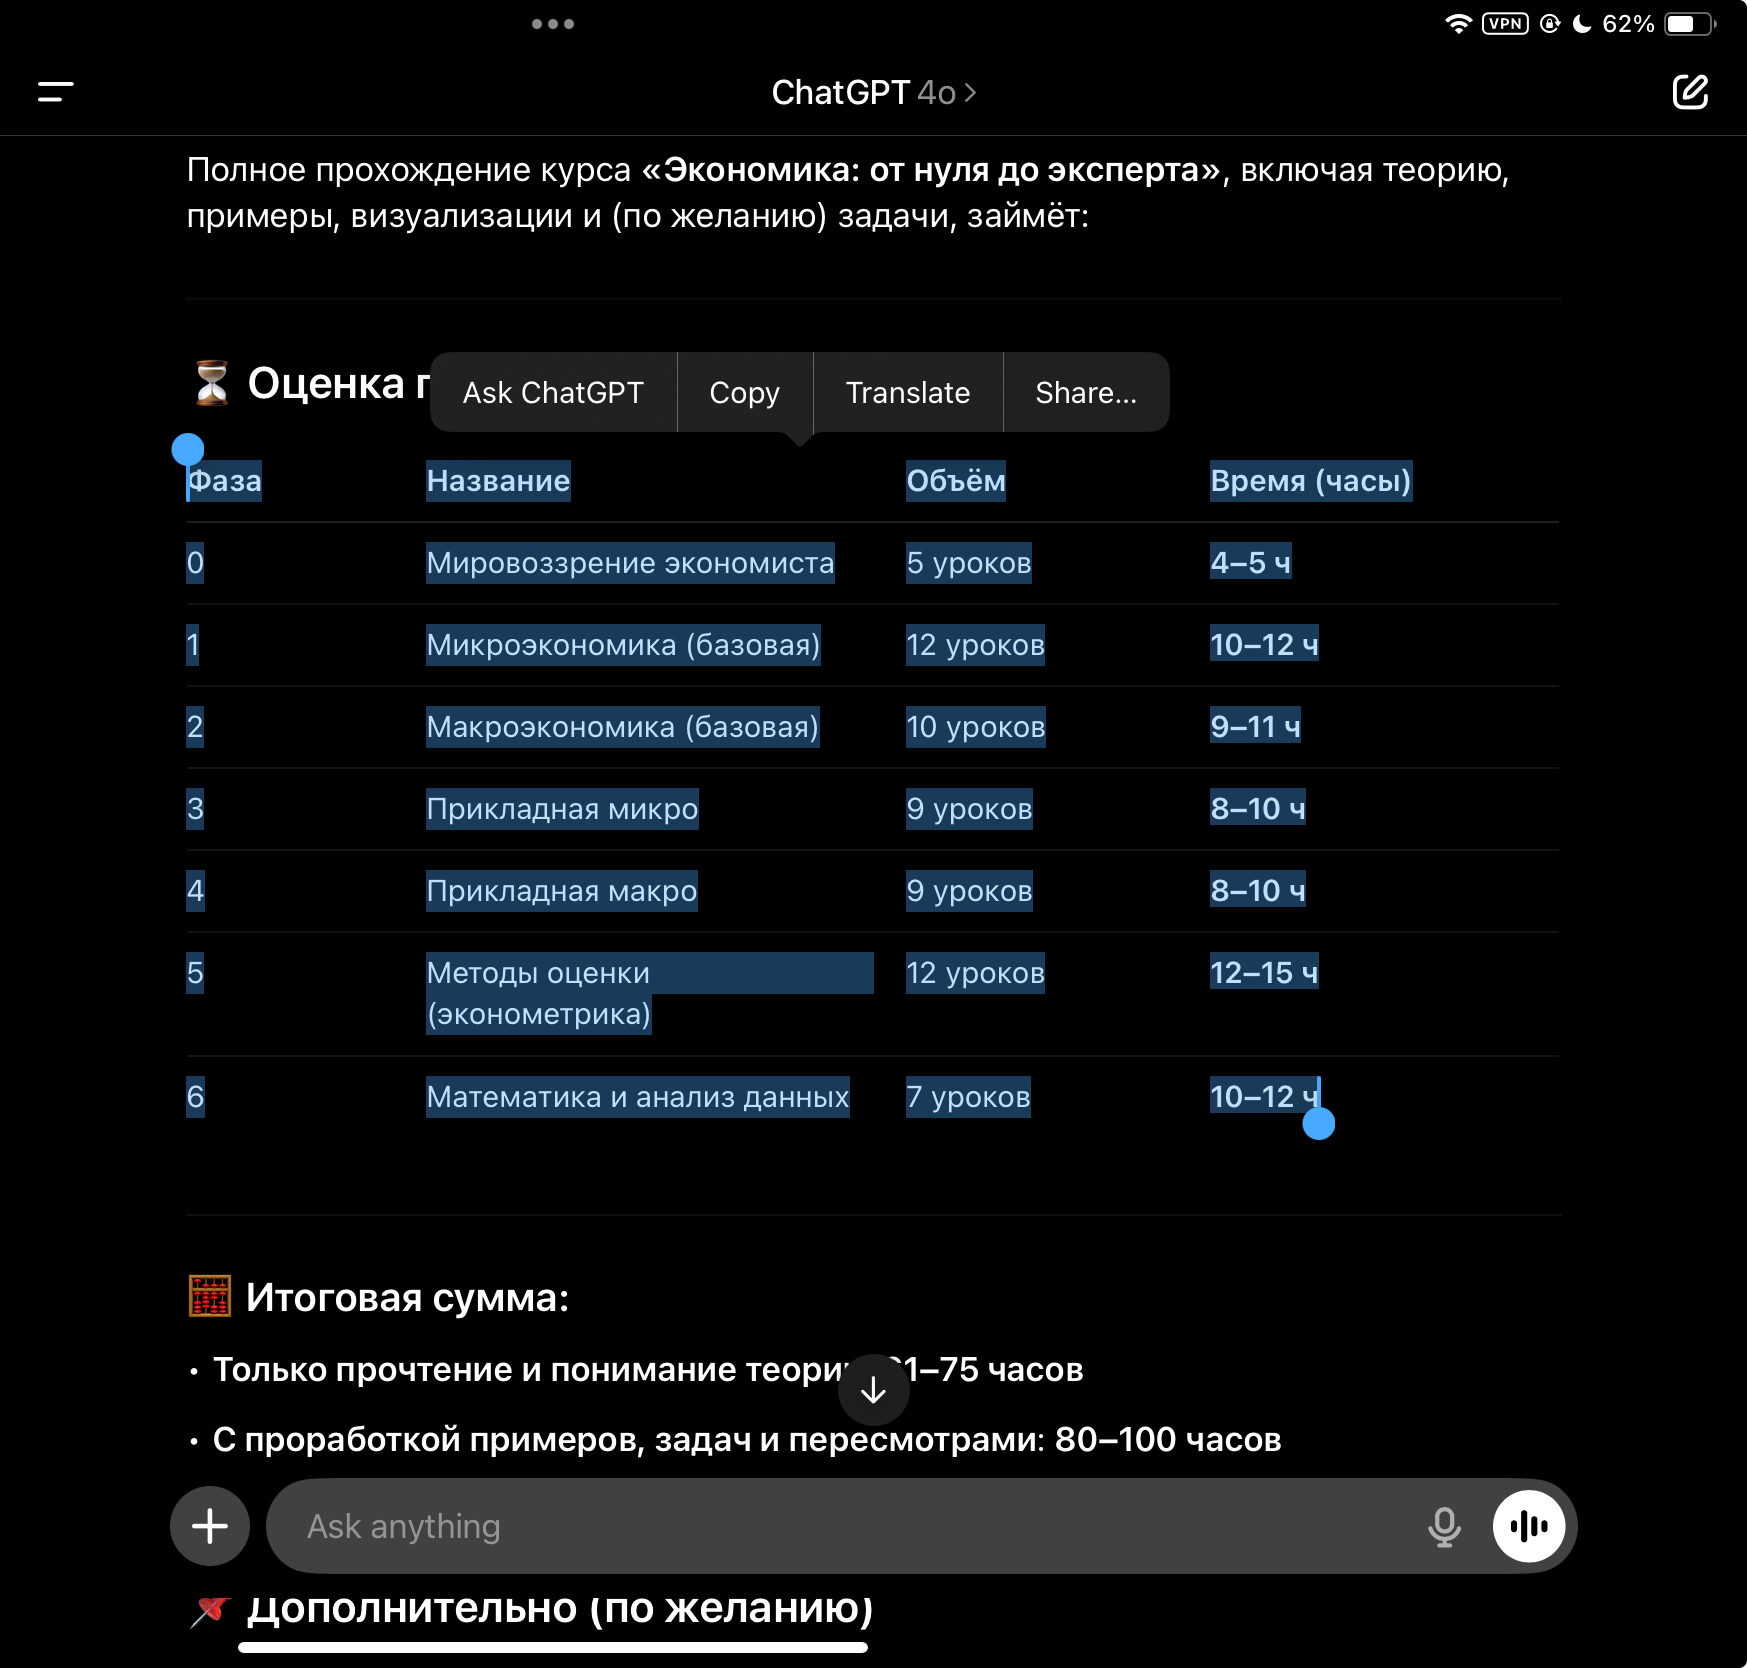 VPN 62%
ChatGPT 4o
Полное прохождение курса «Экономика: от нуля до эксперта», включая теорию,
примеры, визуализации и (по желанию) задачи, займёт:
Оценка
Ask ChatGPT Copy Translate Share...
Фаза Название Объём Время (часы)
0 Мировоззрение экономиста 5 уроков 4–5 ч
1 Микроэкономика (базовая) 12 уроков 10–12 ч
2 Макроэкономика (базовая) 10 уроков 9–11 ч
3 Прикладная микро 9 уроков 8–10 ч
4 Прикладная макро 9 уроков 8–10 ч
5 Методы оценки 12 уроков 12–15 ч
(эконометрика)
6 Математика и анализ данных 7 уроков 10–12 ч
Итоговая сумма:
• Только прочтение и понимание 1–75 часов
• С проработкой примеров, задач и пересмотрами: 80–100 часов
Ask anything
Дополнительно (по желанию)